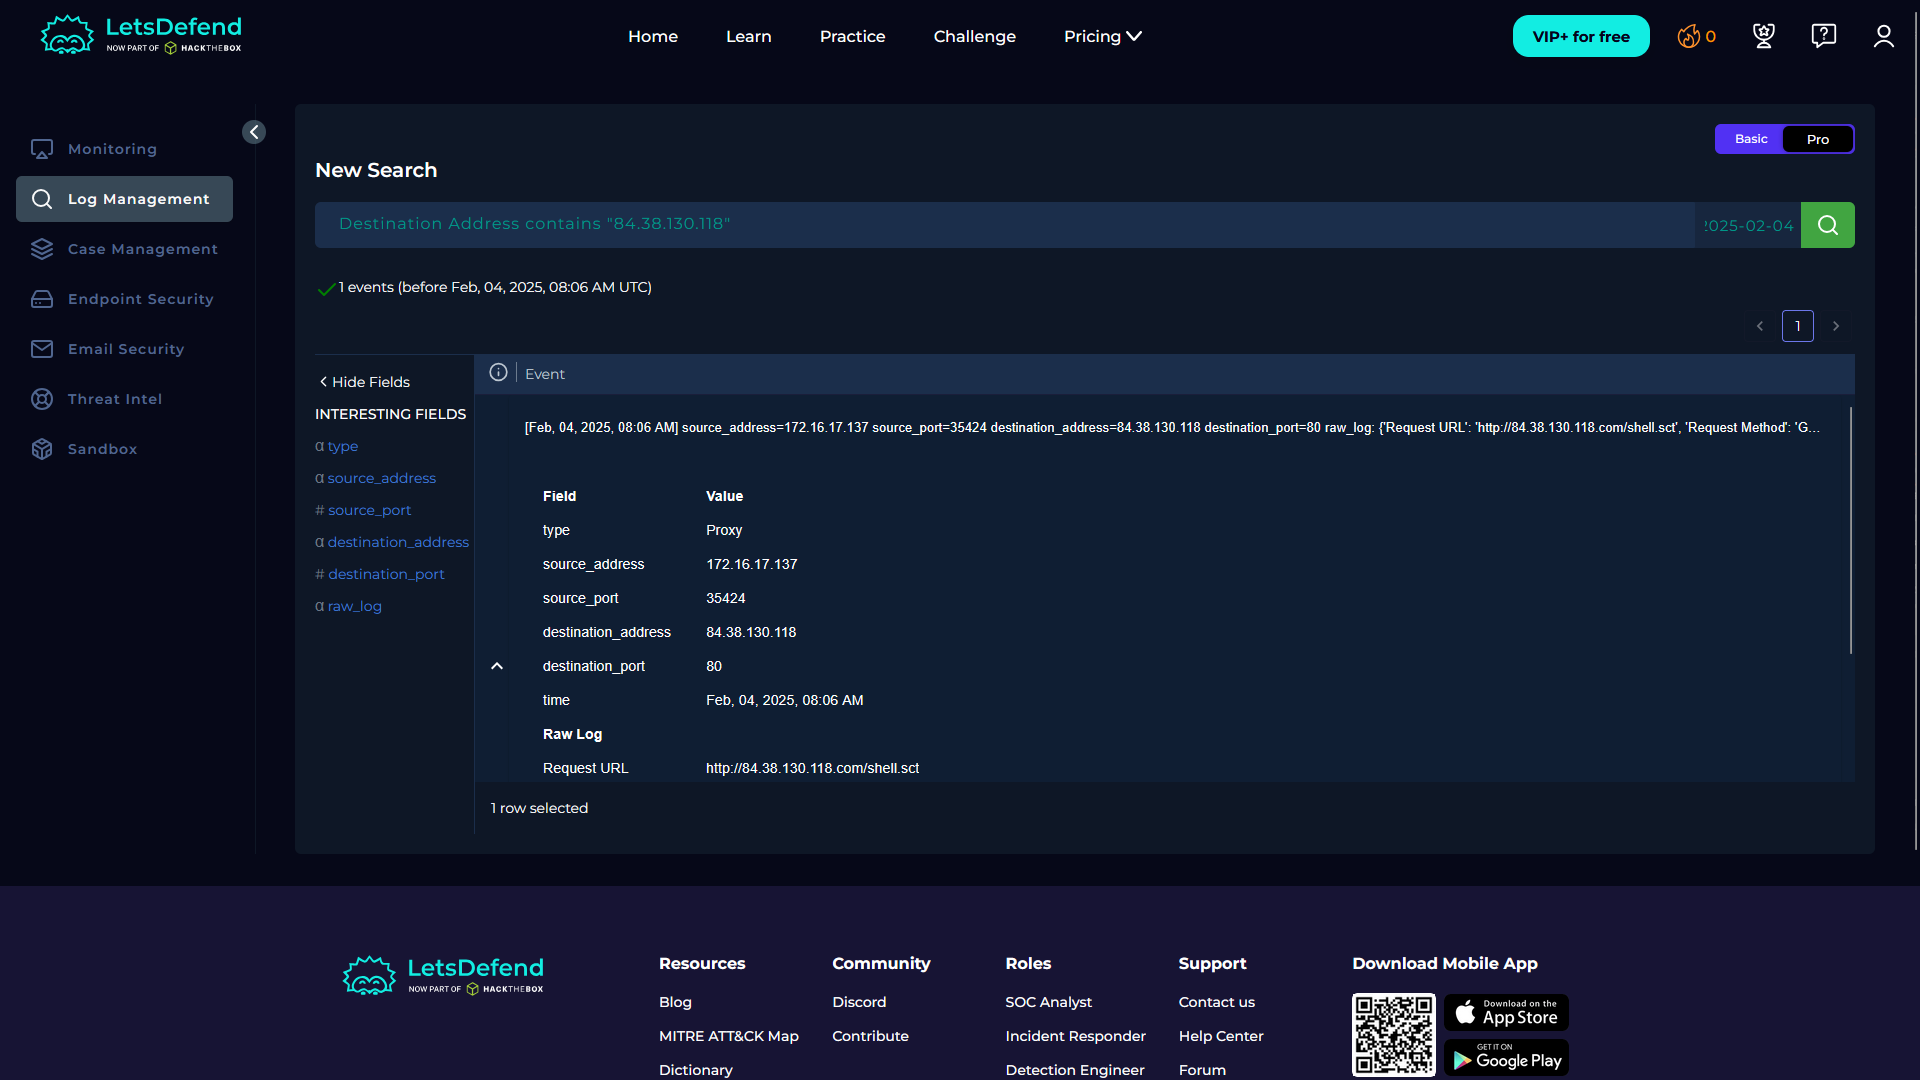 LetsDefend
NOW PART OF HACKTHEBOX
Home
Learn
Practice
Challenge
Pricing
VIP+ for free
0
Monitoring
Log Management
Case Management
Endpoint Security
Email Security
Threat Intel
Sandbox
Basic
Pro
New Search
Destination Address contains "84.38.130.118"
2025-02-04
1 events (before Feb, 04, 2025, 08:06 AM UTC)
1
Hide Fields
INTERESTING FIELDS
α type
α source_address
# source_port
α destination_address
# destination_port
α raw_log
Event
[Feb, 04, 2025, 08:06 AM] source_address=172.16.17.137 source_port=35424 destination_address=84.38.130.118 destination_port=80 raw_log: {'Request URL': 'http://84.38.130.118.com/shell.sct', 'Request Method': 'G...
Field Value
type Proxy
source_address 172.16.17.137
source_port 35424
destination_address 84.38.130.118
destination_port 80
time Feb, 04, 2025, 08:06 AM
Raw Log
Request URL http://84.38.130.118.com/shell.sct
1 row selected
LetsDefend
NOW PART OF HACKTHEBOX
Resources
Blog
MITRE ATT&CK Map
Dictionary
Community
Discord
Contribute
Roles
SOC Analyst
Incident Responder
Detection Engineer
Support
Contact us
Help Center
Forum
Download Mobile App
Download on the
App Store
GET IT ON
Google Play